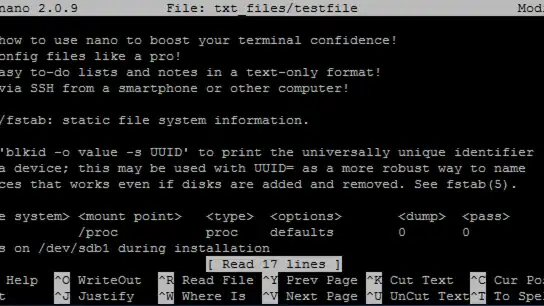 nano 2.0.9 File: txt_files/testfile Modi
how to use nano to boost your terminal confidence!
onfig files like a pro!
asy to-do lists and notes in a text-only format!
via SSH from a smartphone or other computer!
/fstab: static file system information.
'blkid -o value -s UUID' to print the universally unique identifier
a device; this may be used with UUID= as a more robust way to name
ces that works even if disks are added and removed. See fstab(5).
e system> <mount point> <type> <options> <dump> <pass>
/proc proc defaults 0 0
s on /dev/sdb1 during installation
[ Read 17 lines ]
Help ^O WriteOut ^R Read File ^Y Prev Page ^K Cut Text ^C Cur Po
t ^J Justify ^W Where Is ^V Next Page ^U UnCut Text ^T To Spel